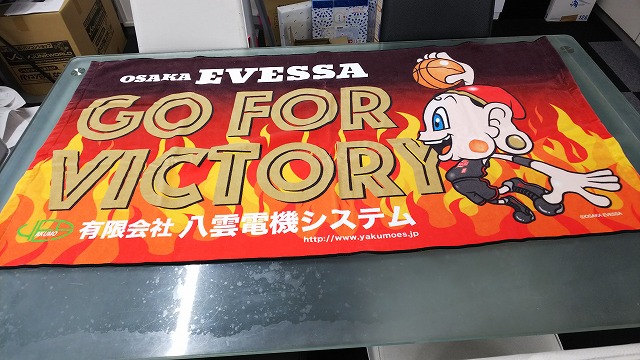 OSAKA EVESSA
GO FOR
VICTORY
YAKUMO
有限会社 八雲電機システム
http://www.yakumoes.jp
©OSAKA EVESSA